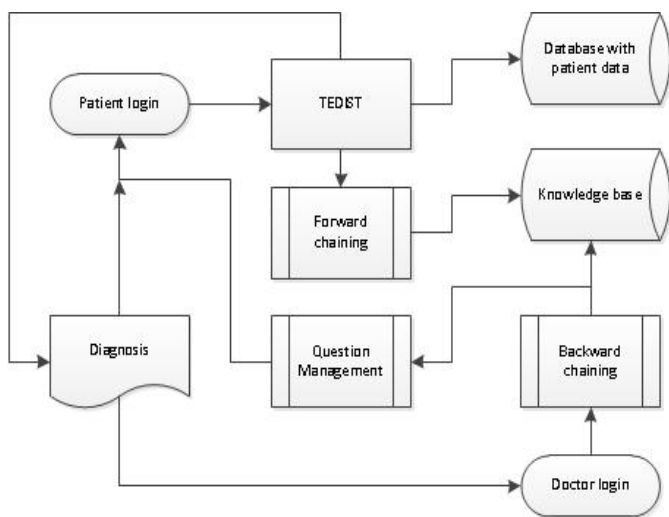 Database with
patient data
Patient login
TEDIST
Forward
chaining
Knowledge base
Diagnosis
Question
Management
Backward
chaining
Doctor login